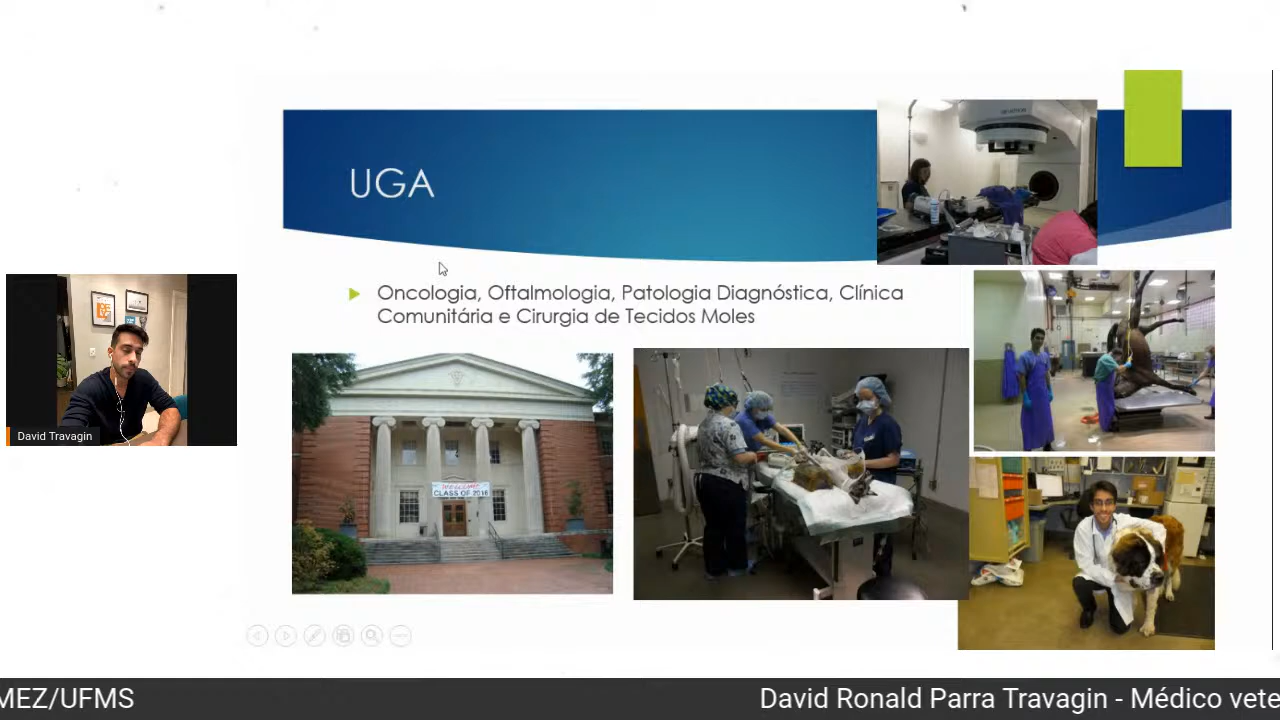 UGA
Oncologia, Oftalmologia, Patologia Diagnóstica, Clínica
Comunitária e Cirurgia de Tecidos Moles
CLASS OF 2016
David Travagin
MEZ/UFMS
David Ronald Parra Travagin - Médico vete